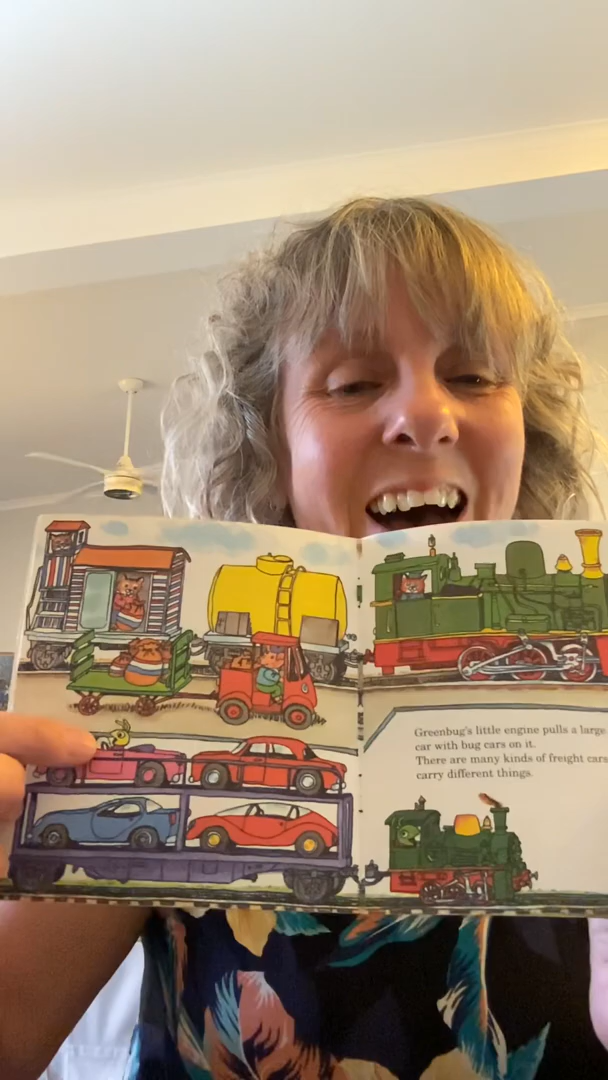 Greenbug's little engine pulls a large
car with bug cars on it.
There are many kinds of freight cars
carry different things.